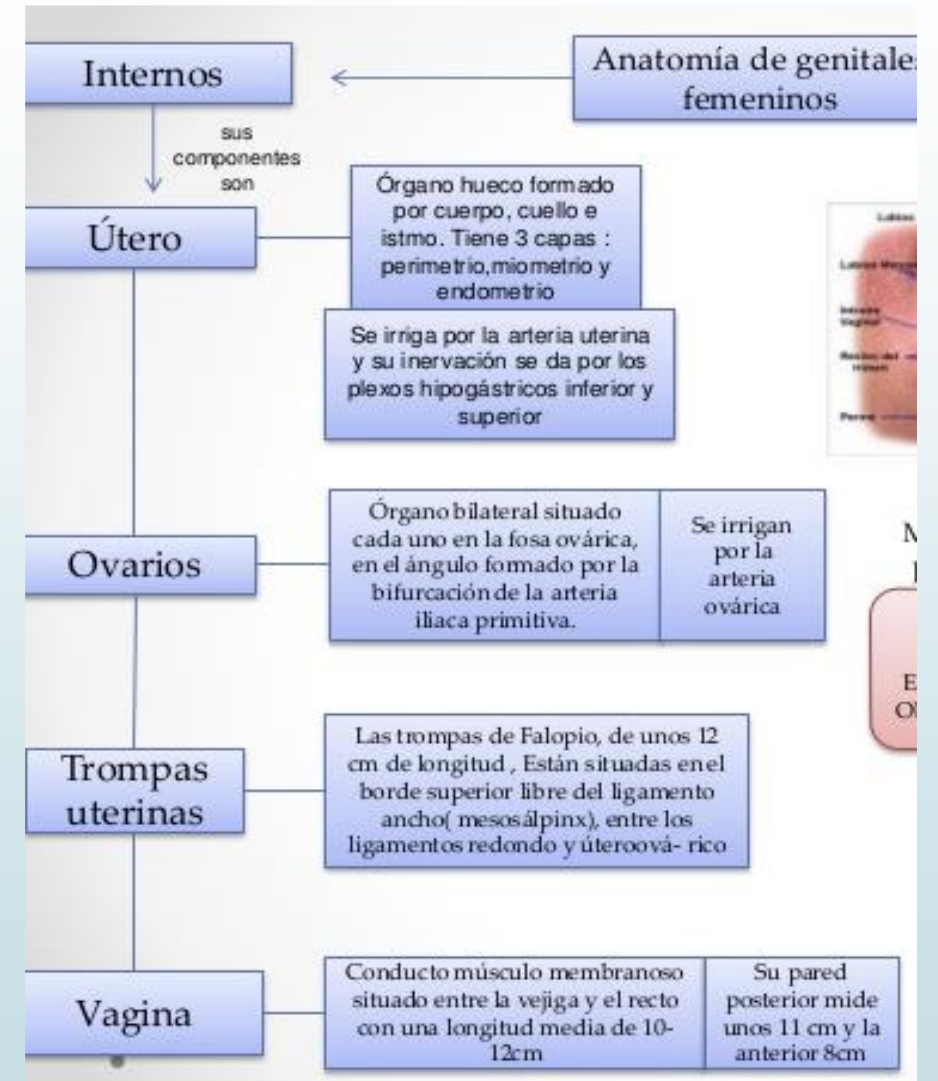 Internos
Anatomía de genitale
femeninos
sus
componentes
son
Útero
Órgano hueco formado
por cuerpo, cuello e
istmo. Tiene 3 capas :
perimetrio,miometrio y
endometrio
Se irriga por la arteria uterina
y su inervación se da por los
plexos hipogástricos inferior y
superior
Labios
Labios
Vaginal
Ovarios
Órgano bilateral situado
cada uno en la fosa ovárica,
en el ángulo formado por la
bifurcación de la arteria
iliaca primitiva.
Se irrigan
por la
arteria
ovárica
M
E
Trompas
uterinas
Las trompas de Falopio, de unos 12
cm de longitud , Están situadas en el
borde superior libre del ligamento
ancho( mesosálpinx), entre los
ligamentos redondo y úteroová- rico
Vagina
Conducto músculo membranoso
situado entre la vejiga y el recto
con una longitud media de 10-
12cm
Su pared
posterior mide
unos 11 cm y la
anterior 8cm